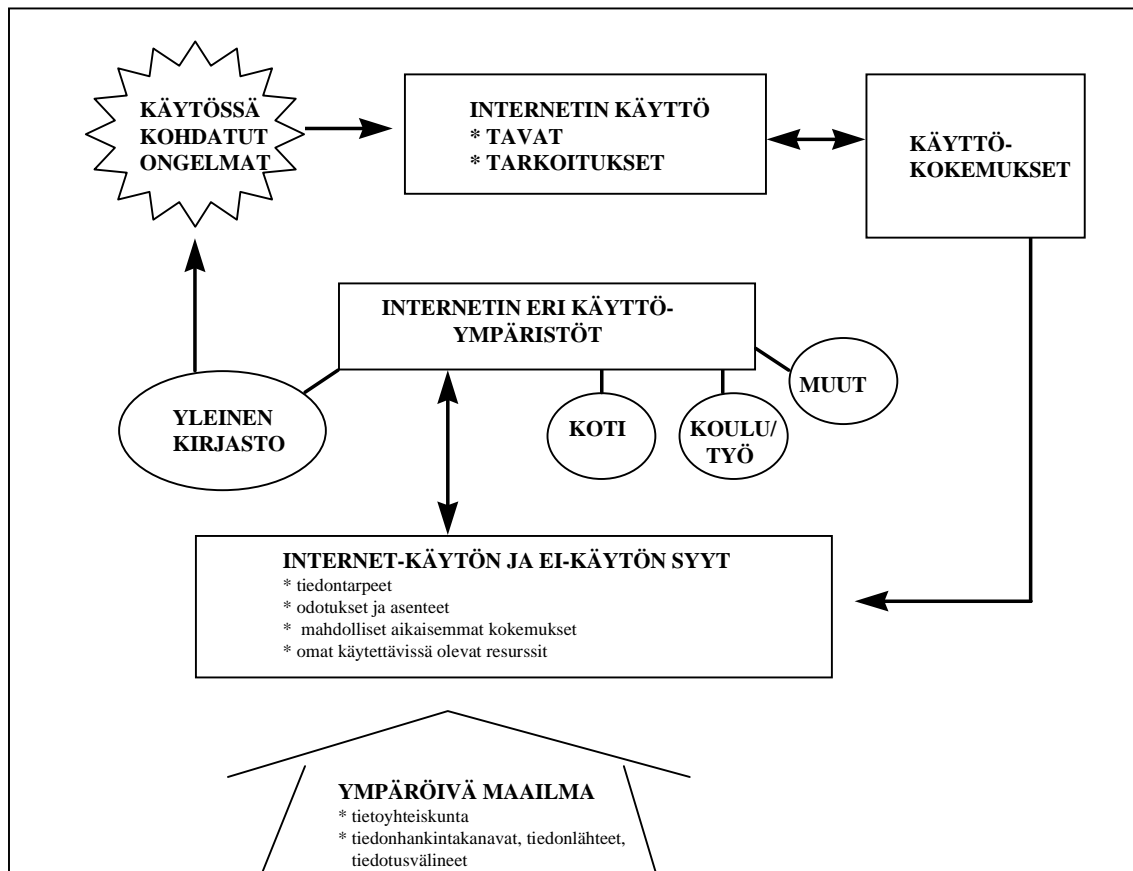 KÄYTÖSSÄ
KOHDATUT
ONGELMAT
INTERNETIN KÄYTTÖ
* TAVAT
* TARKOITUKSET
KÄYTTÖ-
KOKEMUKSET
INTERNETIN ERI KÄYTTÖ-
YMPÄRISTÖT
YLEINEN
KIRJASTO
KOTI
KOULU/
TYÖ
MUUT
INTERNET-KÄYTÖN JA EI-KÄYTÖN SYYT
* tiedontarpeet
* odotukset ja asenteet
* mahdolliset aikaisemmat kokemukset
* omat käytettävissä olevat resurssit
YMPÄRÖIVÄ MAAILMA
* tietoyhteiskunta
* tiedonhankintakanavat, tiedonlähteet,
tiedotusvälineet